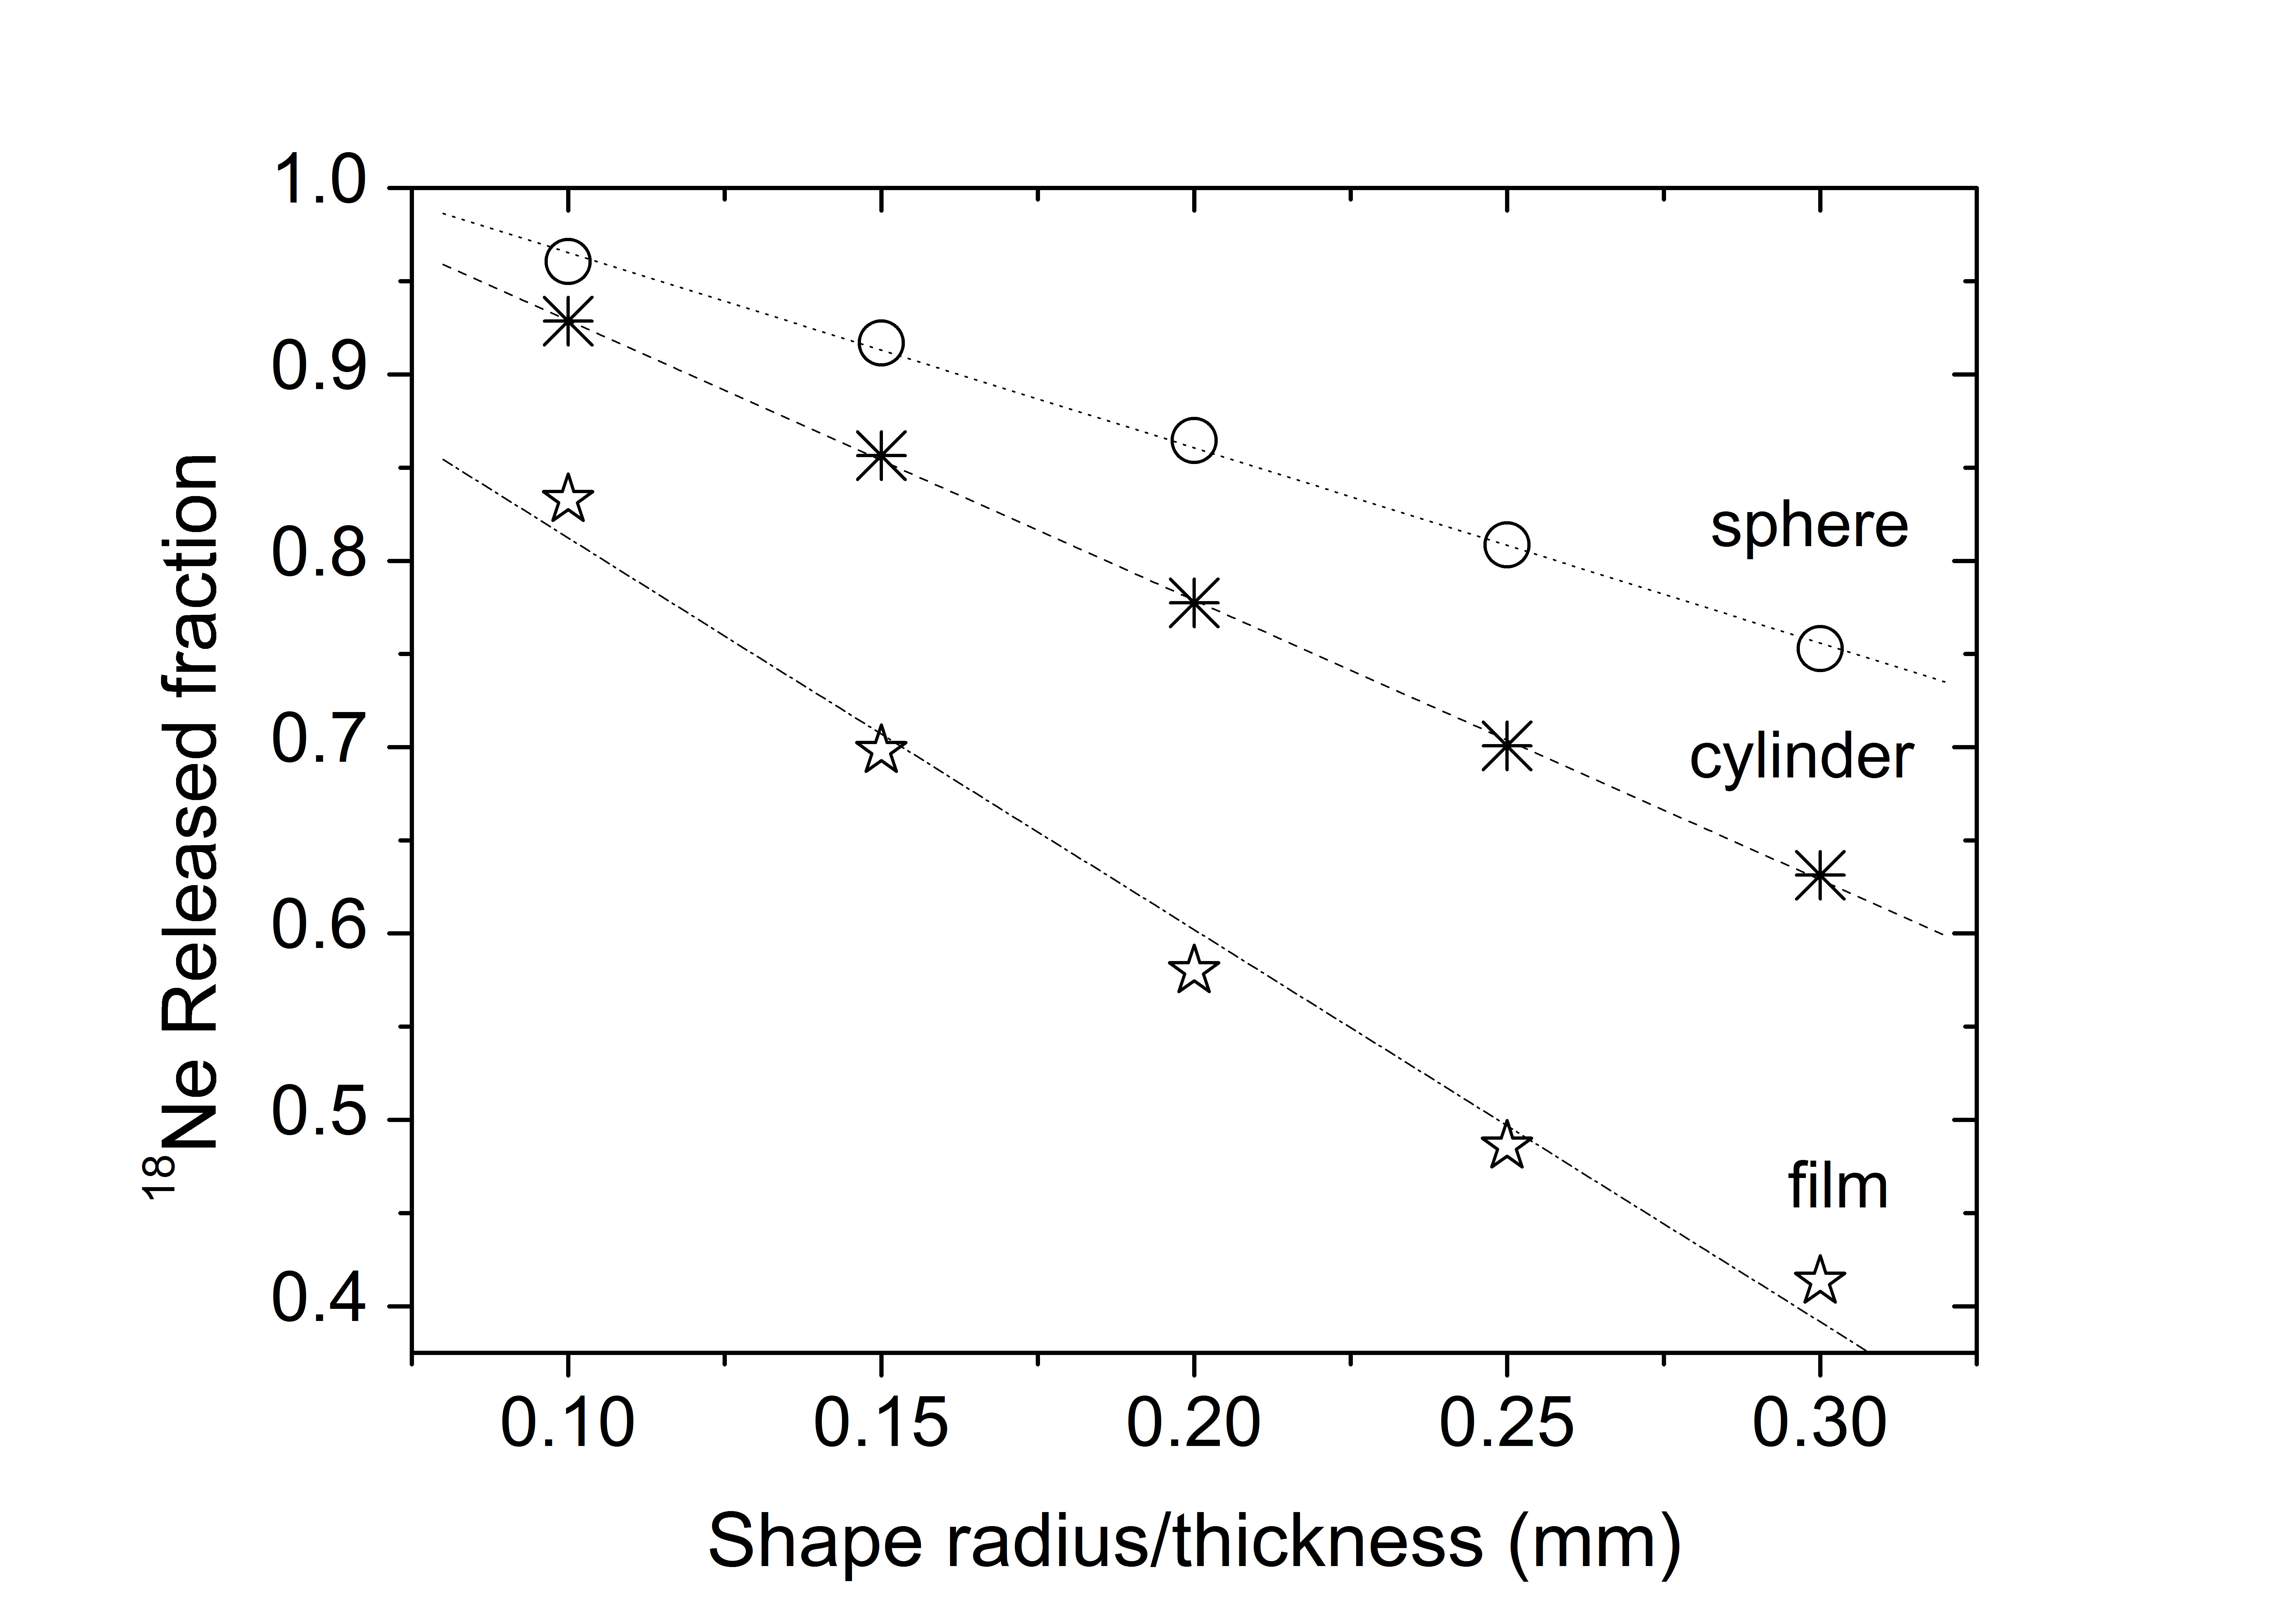 1.0
0.9
0.8
0.7
0.6
0.5
0.4
18Ne Released fraction
sphere
cylinder
film
0.10 0.15 0.20 0.25 0.30
Shape radius/thickness (mm)